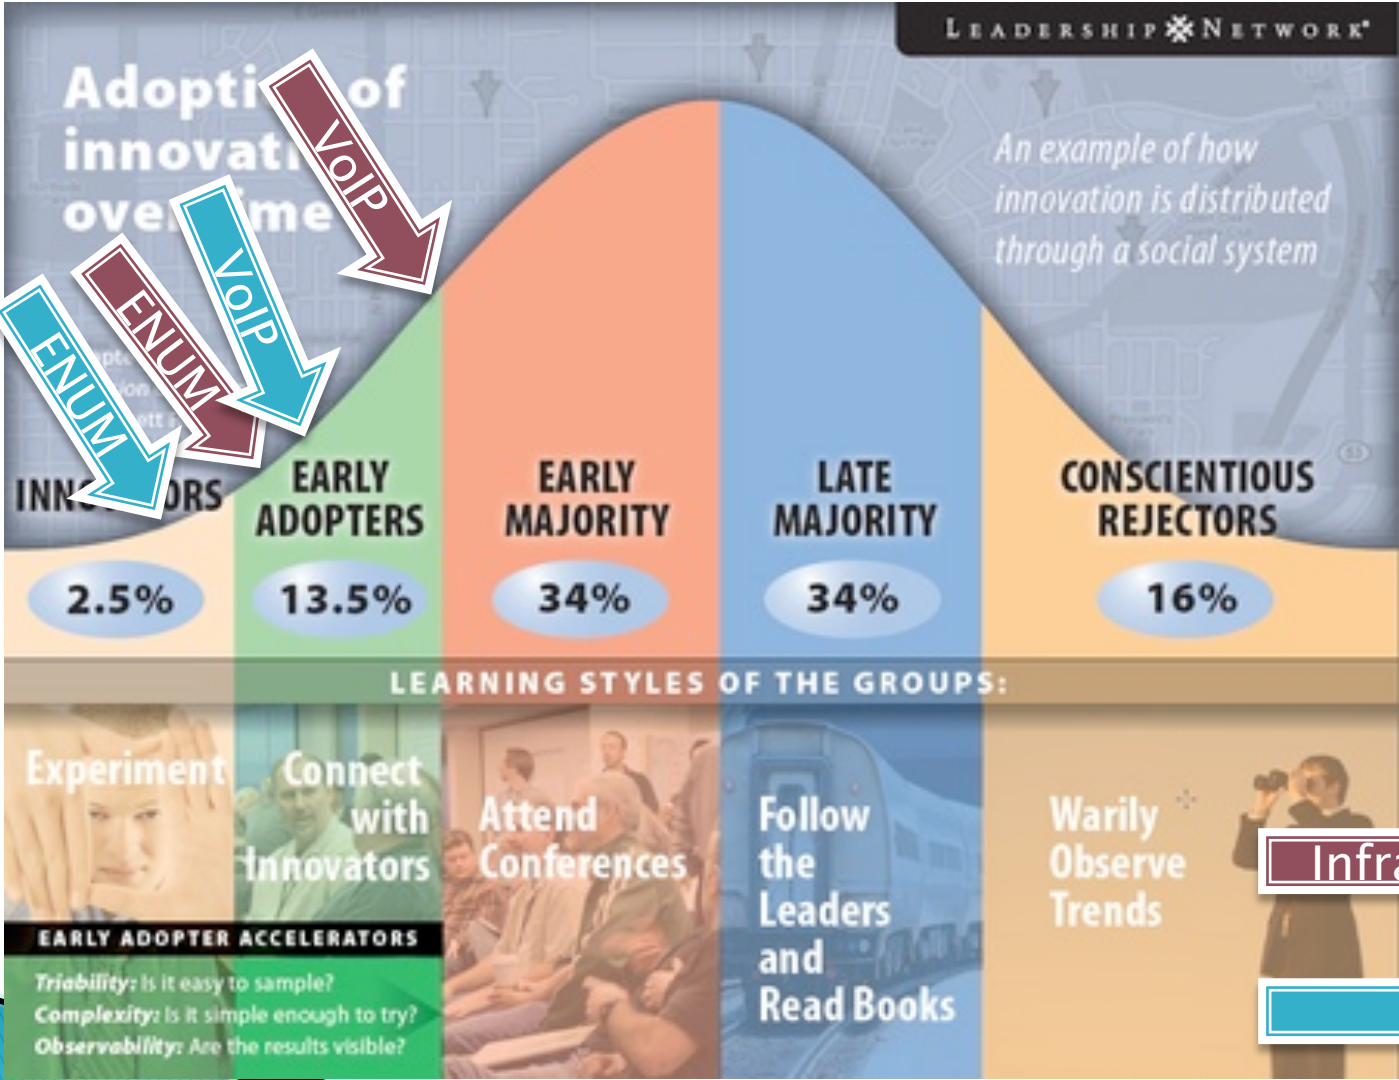 LEADERSHIP NETWORK
Adopti of
innovati
ove ime
An example of how
innovation is distributed
through a social system
VoIP
VoIP
ENUM
ENUM
INN ORS
EARLY
ADOPTERS
EARLY
MAJORITY
LATE
MAJORITY
CONSCIENTIOUS
REJECTORS
2.5%
13.5%
34%
34%
16%
LEARNING STYLES OF THE GROUPS:
Experiment
Connect
with
Innovators
Attend
Conferences
Follow
the
Leaders
and
Read Books
Warily
Observe
Trends
Infra
EARLY ADOPTER ACCELERATORS
Triability: Is it easy to sample?
Complexity: Is it simple enough to try?
Observability: Are the results visible?